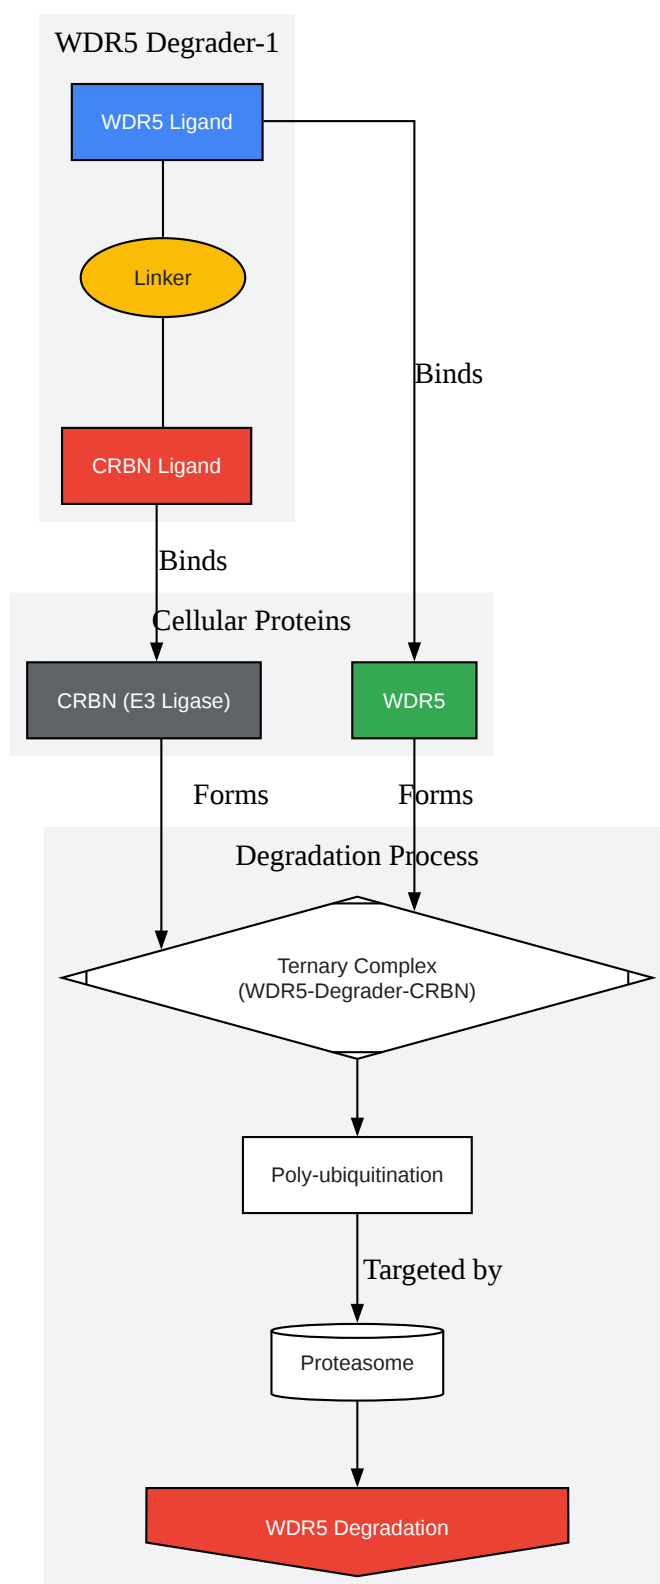 WDR5 Degrader-1
WDR5 Ligand
Linker
Binds
CRBN Ligand
Binds
Cellular Proteins
CRBN (E3 Ligase)
WDR5
Forms
Forms
Degradation Process
Ternary Complex
(WDR5-Degrader-CRBN)
Poly-ubiquitination
Targeted by
Proteasome
WDR5 Degradation